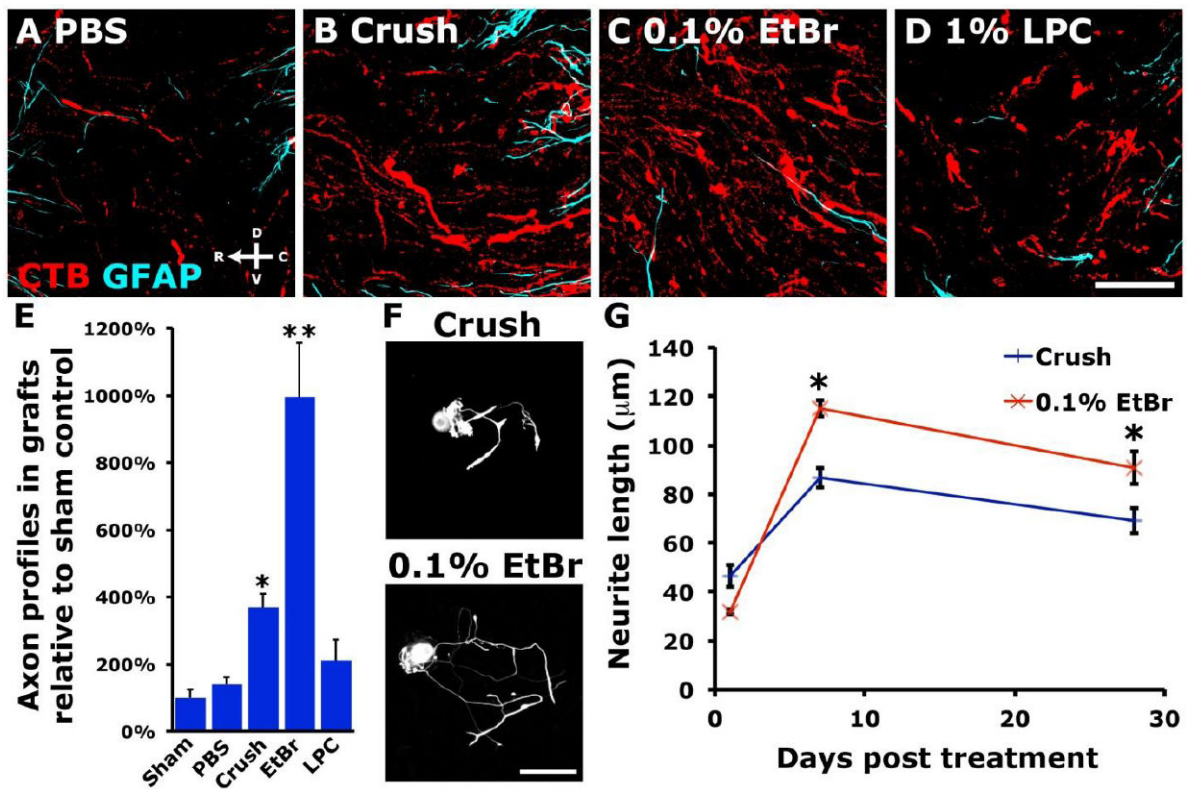 A PBS
B Crush
C 0.1% EtBr
D 1% LPC
D
R C
V
CTB GFAP
E
Axon profiles in grafts
relative to sham control
1200%
**
1000%
800%
600%
*
400%
200%
0%
Sham
PBS
Crush
EtBr
LPC
F
Crush
0.1% EtBr
G
Neurite length (μm)
140
120
100
80
60
40
20
0
*
*
Crush
0.1% EtBr
0 10 20 30
Days post treatment